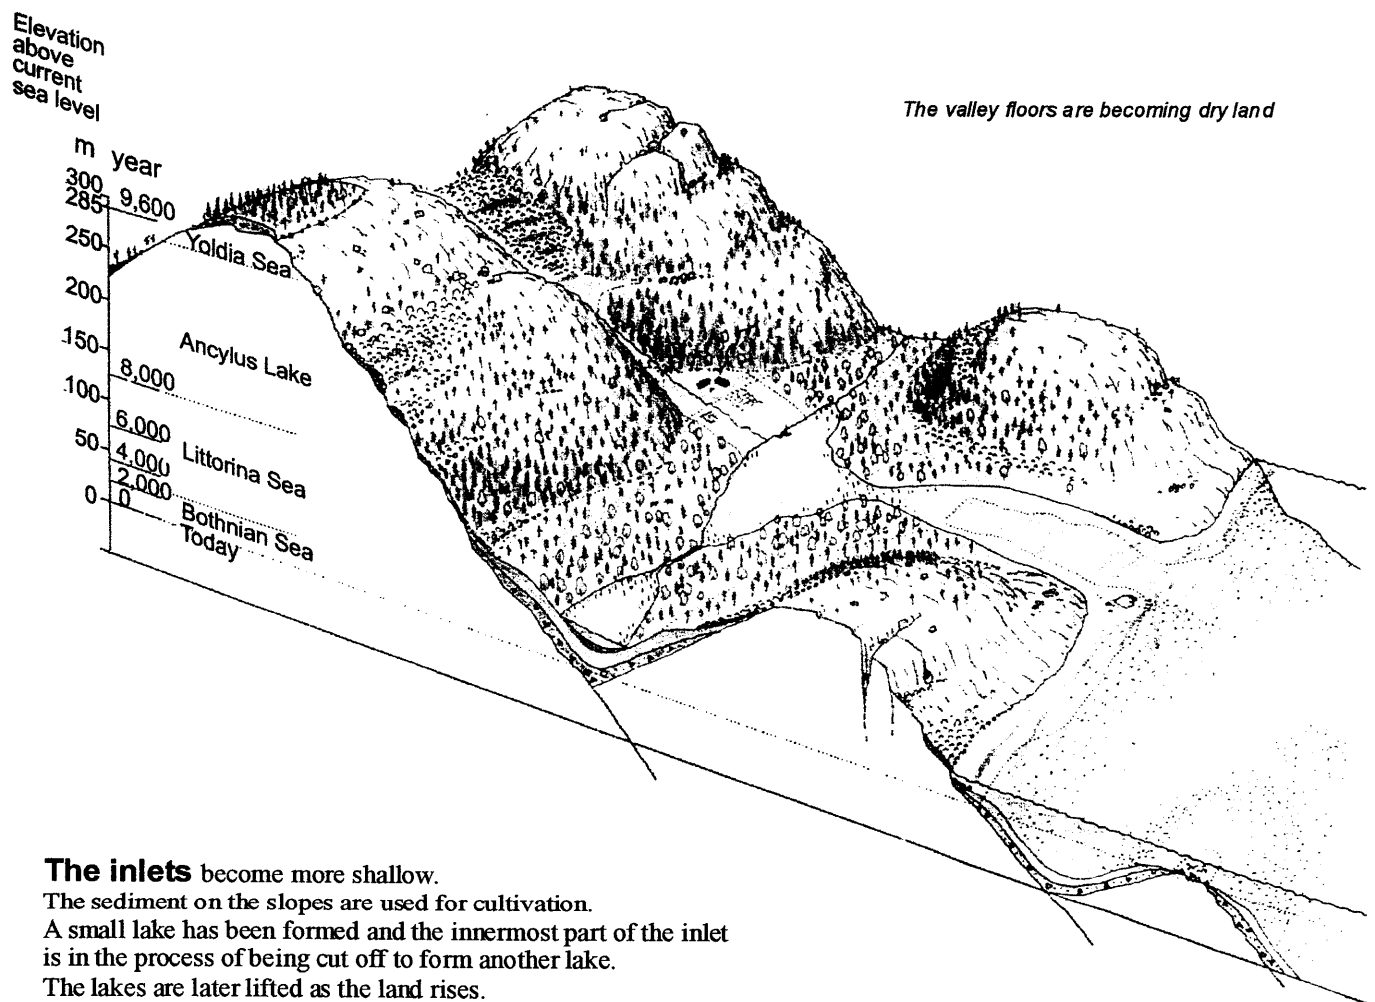 Elevation
above
current
sea level
The valley floors are becoming dry land
m year
300
285 9,600
Yoldia Sea
250
200
150
Ancylus Lake
8,000
100
6,000
50
Littorina Sea
4,000
2,000
0 0
Bothnian Sea
Today
The inlets become more shallow.
The sediment on the slopes are used for cultivation.
A small lake has been formed and the innermost part of the inlet
is in the process of being cut off to form another lake.
The lakes are later lifted as the land rises.